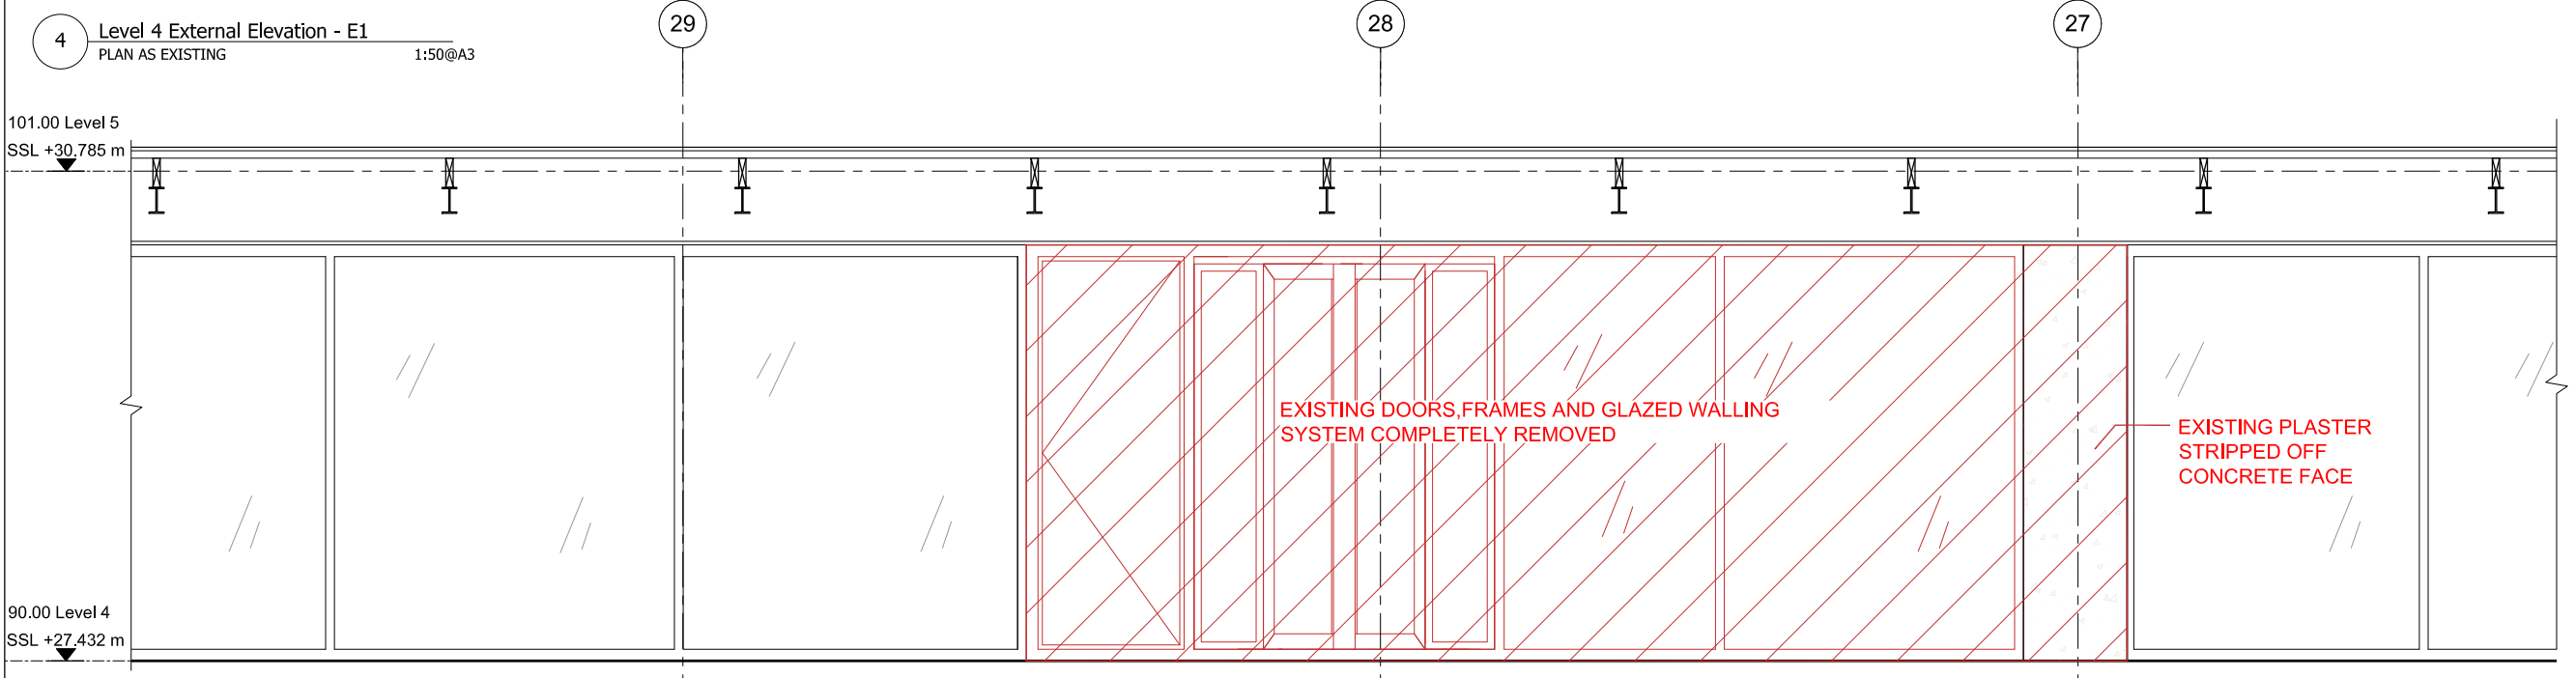 4
Level 4 External Elevation - E1
PLAN AS EXISTING 1:50@A3
29
28
27
101.00 Level 5
SSL +30.785 m
EXISTING DOORS,FRAMES AND GLAZED WALLING
SYSTEM COMPLETELY REMOVED
EXISTING PLASTER
STRIPPED OFF
CONCRETE FACE
90.00 Level 4
SSL +27.432 m